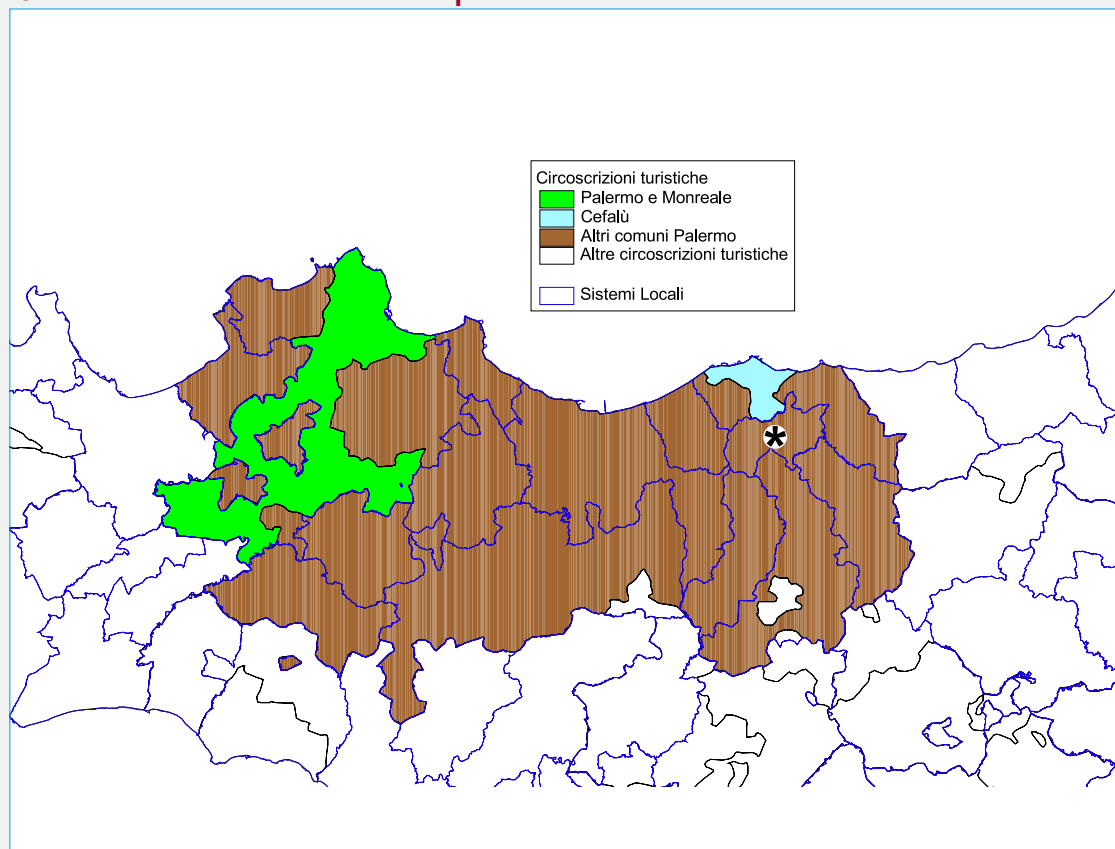 Circoscrizioni turistiche
Palermo e Monreale
Cefalù
Altri comuni Palermo
Altre circoscrizioni turistiche
Sistemi Locali
*